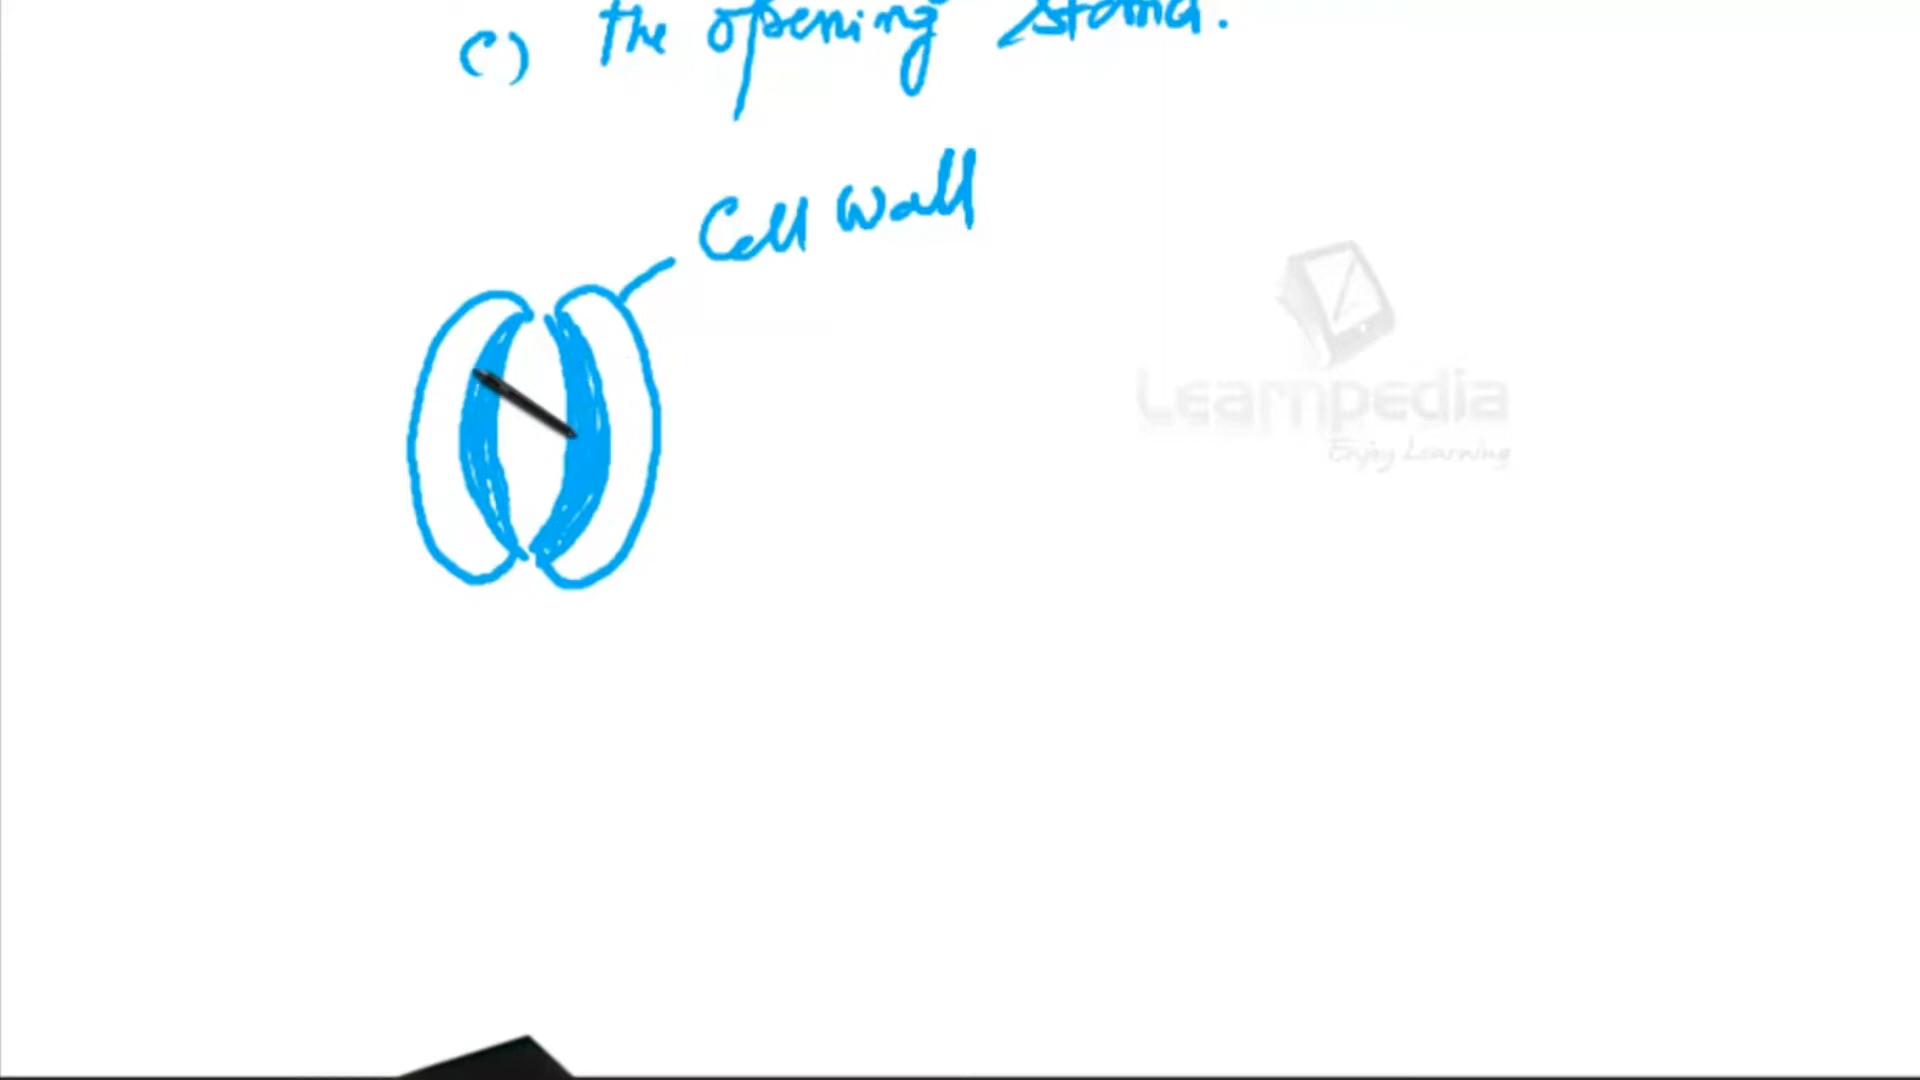 (c) the opening stoma.
Cell Wall
Learnpedia
Enjoy Learning